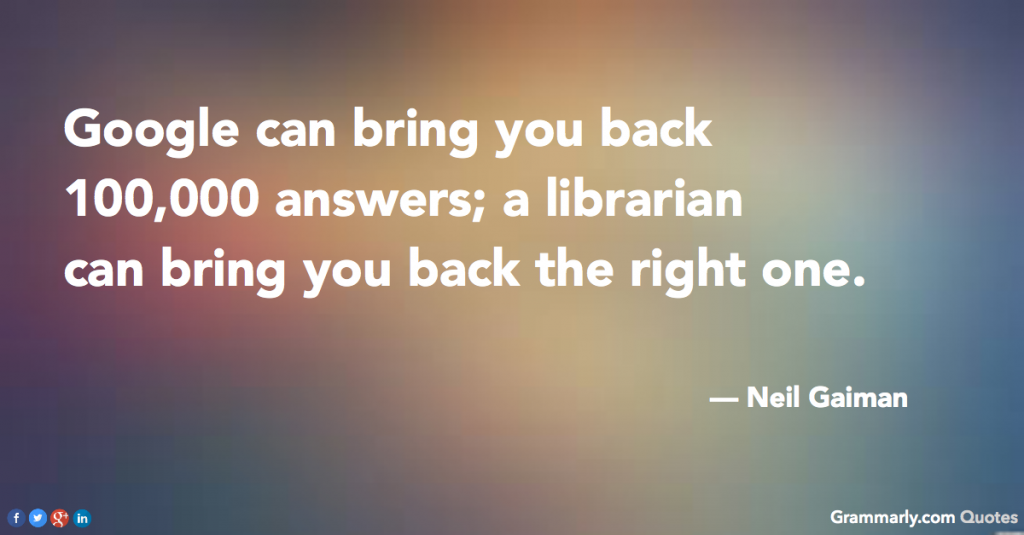 Google can bring you back
100,000 answers; a librarian
can bring you back the right one.
— Neil Gaiman
f g+ in
Grammarly.com Quotes